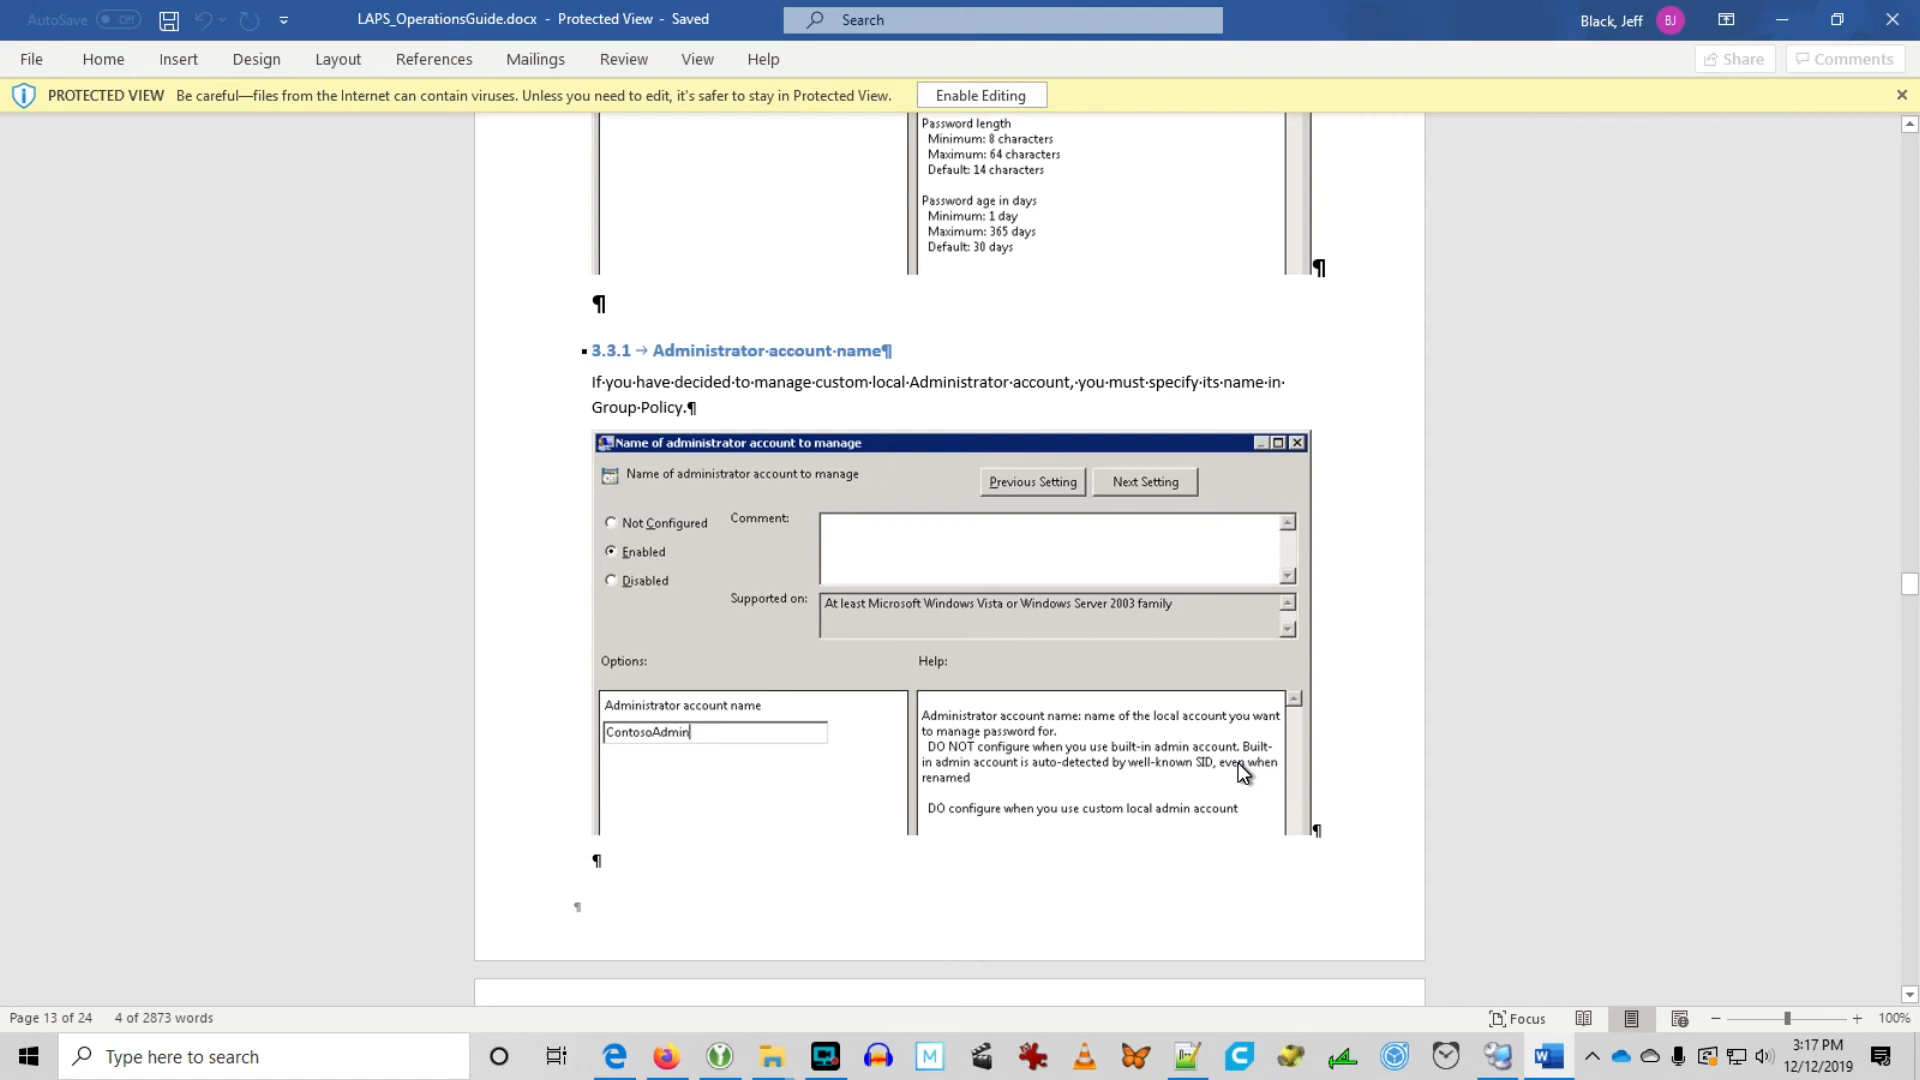 AutoSave Off
LAPS_OperationsGuide.docx - Protected View - Saved
Search
Black, Jeff BJ
File Home Insert Design Layout References Mailings Review View Help
Share Comments
PROTECTED VIEW Be careful—files from the Internet can contain viruses. Unless you need to edit, it's safer to stay in Protected View.
Enable Editing
Password length
Minimum: 8 characters
Maximum: 64 characters
Default: 14 characters
Password age in days
Minimum: 1 day
Maximum: 365 days
Default: 30 days
¶
¶
▪ 3.3.1 → Administrator·account·name¶
If·you·have·decided·to·manage·custom·local·Administrator·account,·you·must·specify·its·name·in·
Group·Policy.¶
Name of administrator account to manage
Name of administrator account to manage
Previous Setting
Next Setting
Not Configured
Comment:
Enabled
Disabled
Supported on:
At least Microsoft Windows Vista or Windows Server 2003 family
Options:
Help:
Administrator account name
ContosoAdmin
Administrator account name: name of the local account you want
to manage password for.
DO NOT configure when you use built-in admin account. Built-
in admin account is auto-detected by well-known SID, even when
renamed
DO configure when you use custom local admin account
¶
¶
¶
Page 13 of 24 4 of 2873 words
Focus
100%
Type here to search
3:17 PM
12/12/2019